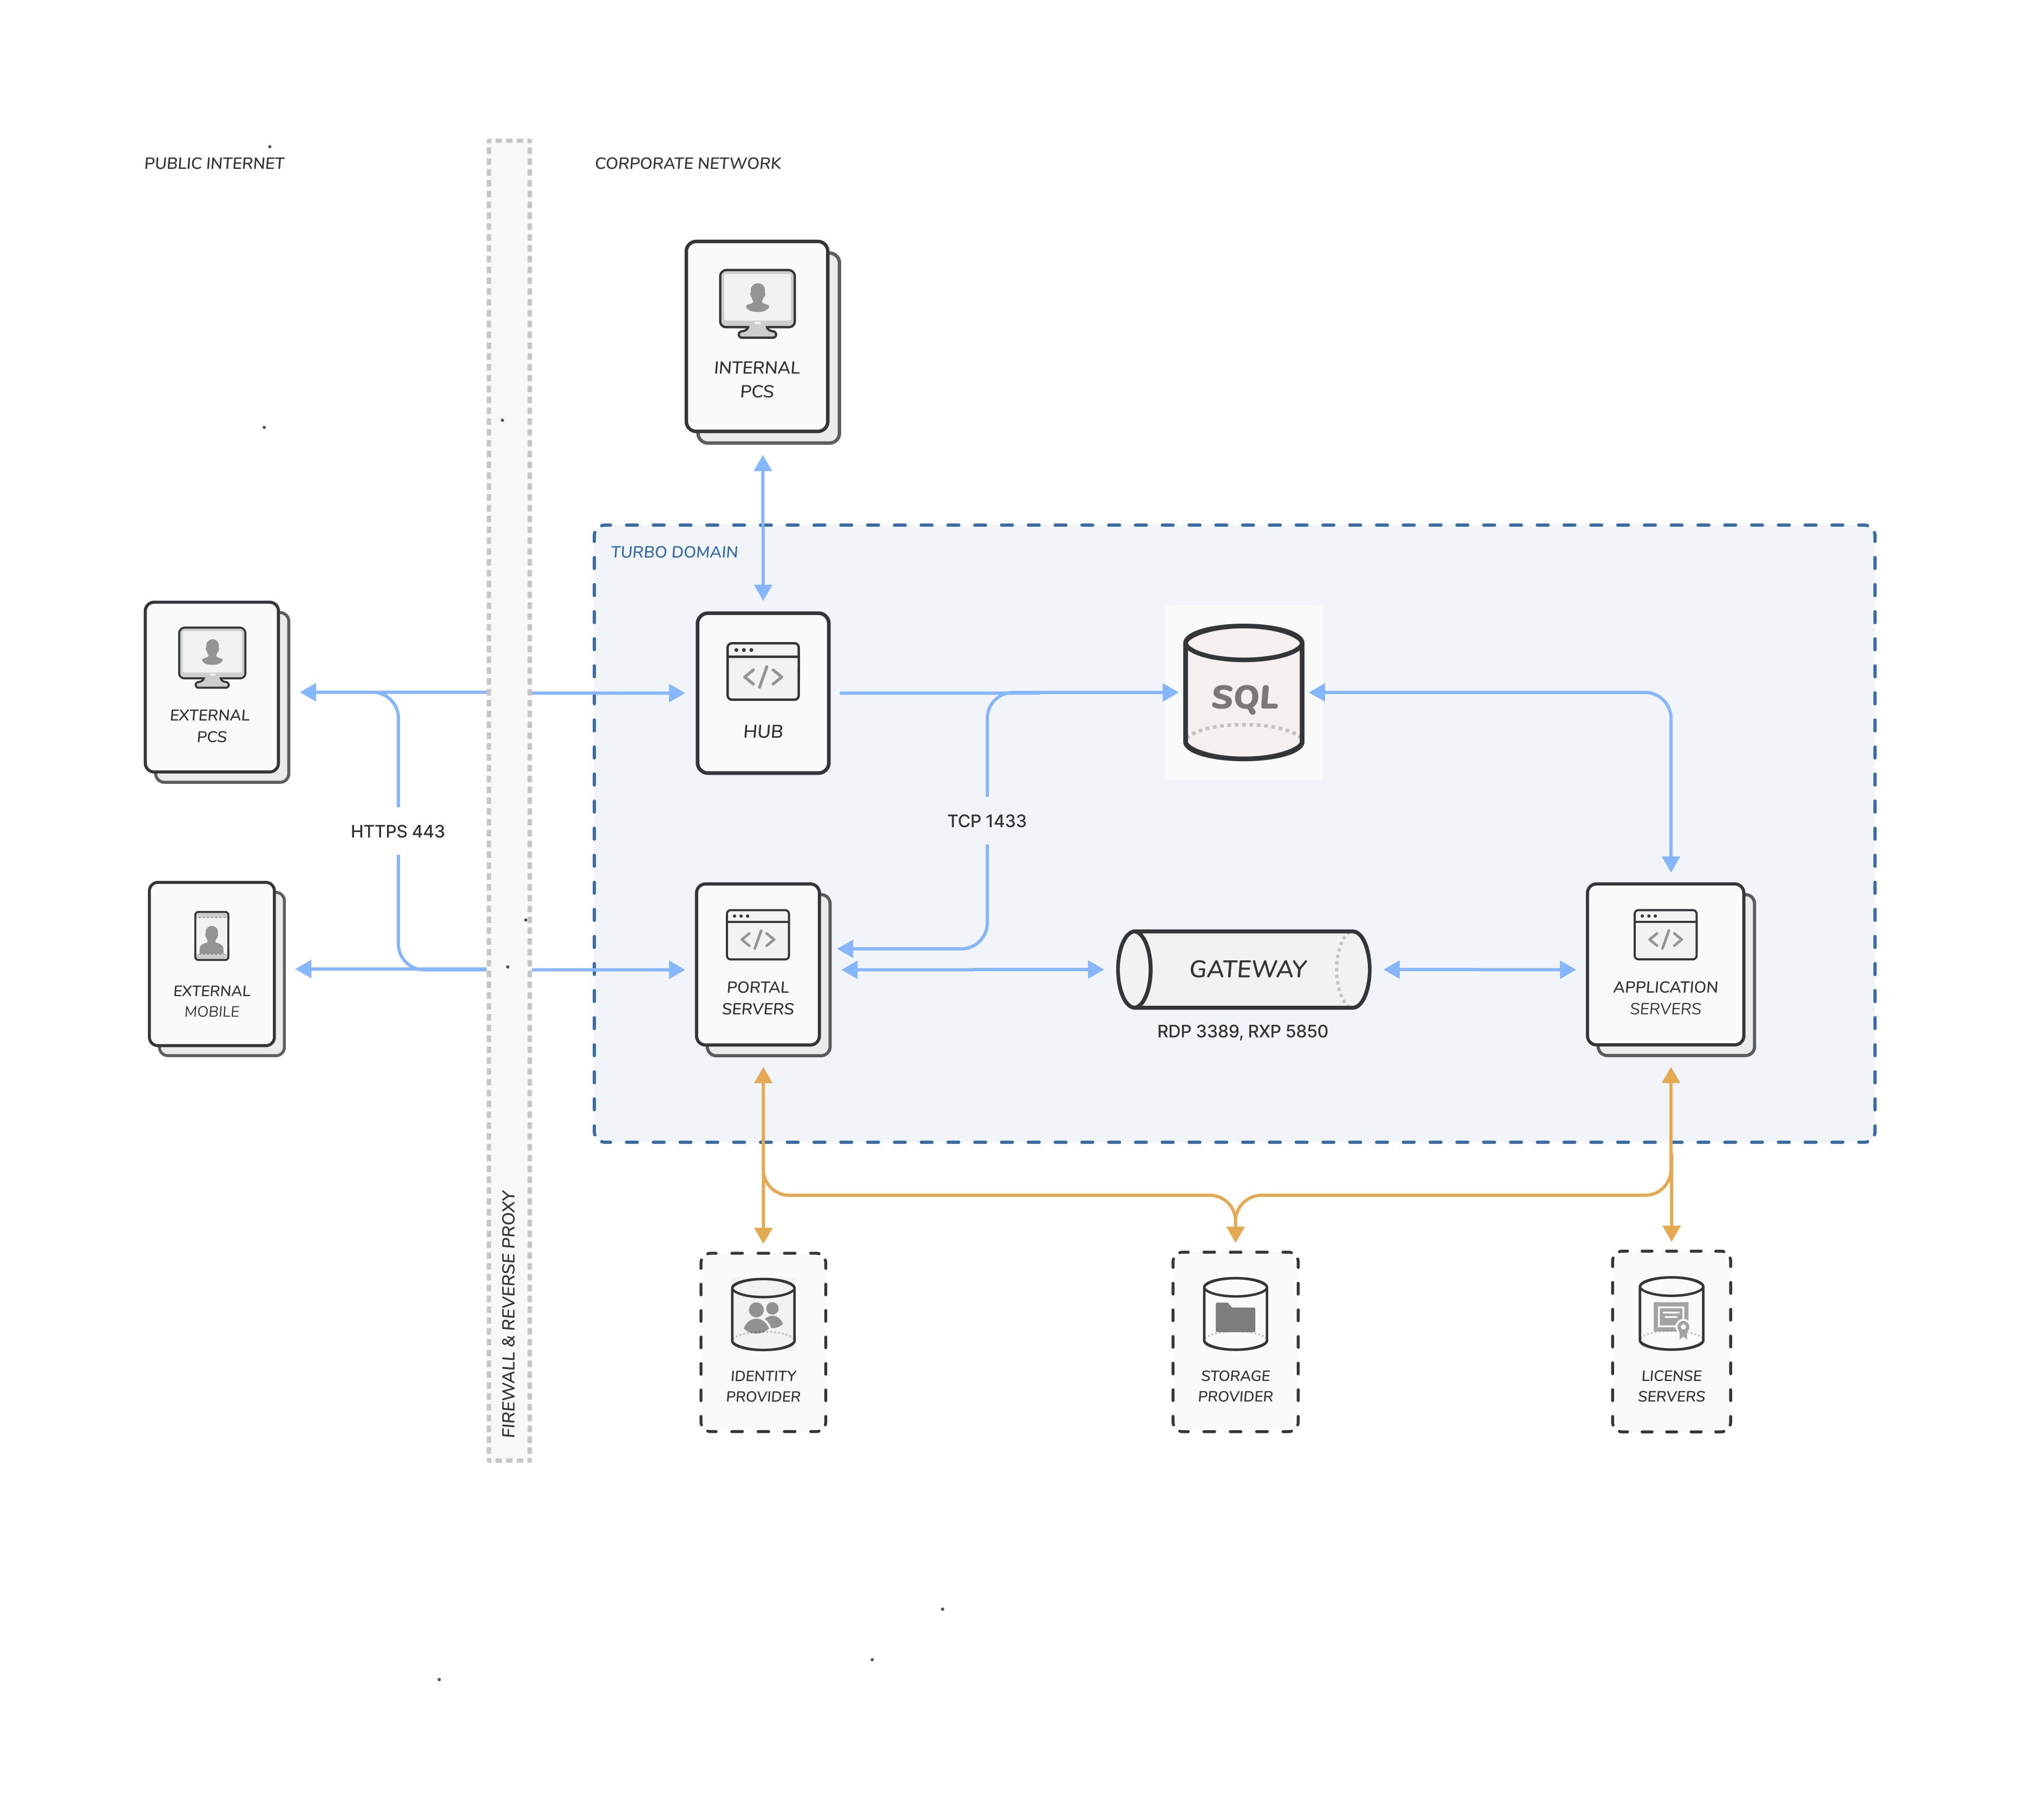 PUBLIC INTERNET
CORPORATE NETWORK
INTERNAL
PCS
TURBO DOMAIN
EXTERNAL
PCS
HUB
</>
SQL
HTTPS 443
TCP 1433
EXTERNAL
MOBILE
PORTAL
SERVERS
</>
GATEWAY
RDP 3389, RXP 5850
APPLICATION
SERVERS
</>
FIREWALL & REVERSE PROXY
IDENTITY
PROVIDER
STORAGE
PROVIDER
LICENSE
SERVERS